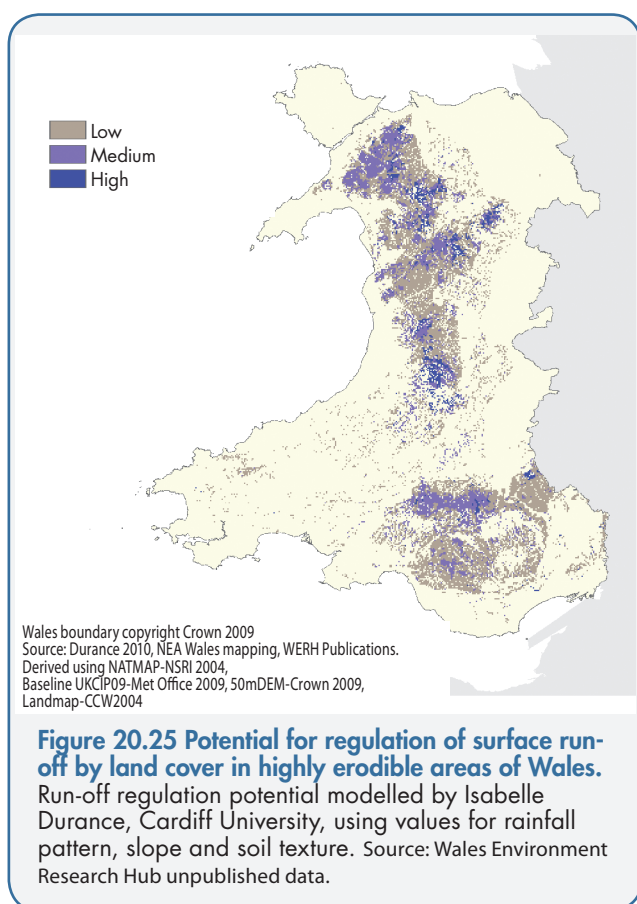 Low
Medium
High
Wales boundary copyright Crown 2009
Source: Durance 2010, NEA Wales mapping, WERH Publications.
Derived using NATMAP-NSRI 2004,
Baseline UKCIP09-Met Office 2009, 50mDEM-Crown 2009,
Landmap-CCW2004
Figure 20.25 Potential for regulation of surface run-
off by land cover in highly erodible areas of Wales.
Run-off regulation potential modelled by Isabelle
Durance, Cardiff University, using values for rainfall
pattern, slope and soil texture. Source: Wales Environment
Research Hub unpublished data.